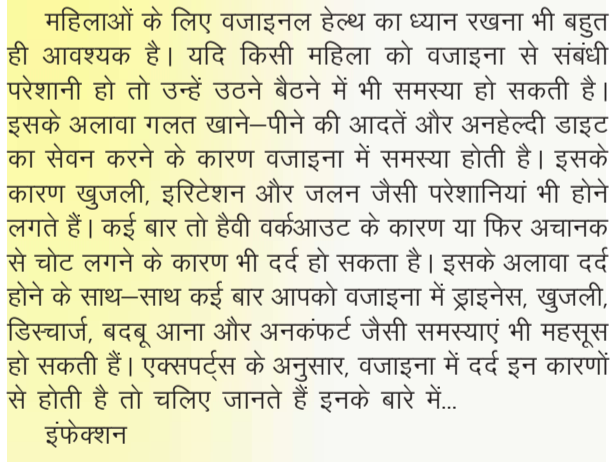 महिलाओं के लिए वजाइनल हेल्थ का ध्यान रखना भी बहुत
ही आवश्यक है। यदि किसी महिला को वजाइना से संबंधी
परेशानी हो तो उन्हें उठने बैठने में भी समस्या हो सकती है।
इसके अलावा गलत खाने–पीने की आदतें और अनहेल्दी डाइट
का सेवन करने के कारण वजाइना में समस्या होती है। इसके
कारण खुजली, इरिटेशन और जलन जैसी परेशानियां भी होने
लगते हैं। कई बार तो हैवी वर्कआउट के कारण या फिर अचानक
से चोट लगने के कारण भी दर्द हो सकता है। इसके अलावा दर्द
होने के साथ–साथ कई बार आपको वजाइना में ड्राइनेस, खुजली,
डिस्चार्ज, बदबू आना और अनकंफर्ट जैसी समस्याएं भी महसूस
हो सकती हैं। एक्सपर्ट्स के अनुसार, वजाइना में दर्द इन कारणों
से होती है तो चलिए जानते हैं इनके बारे में...
इंफेक्शन